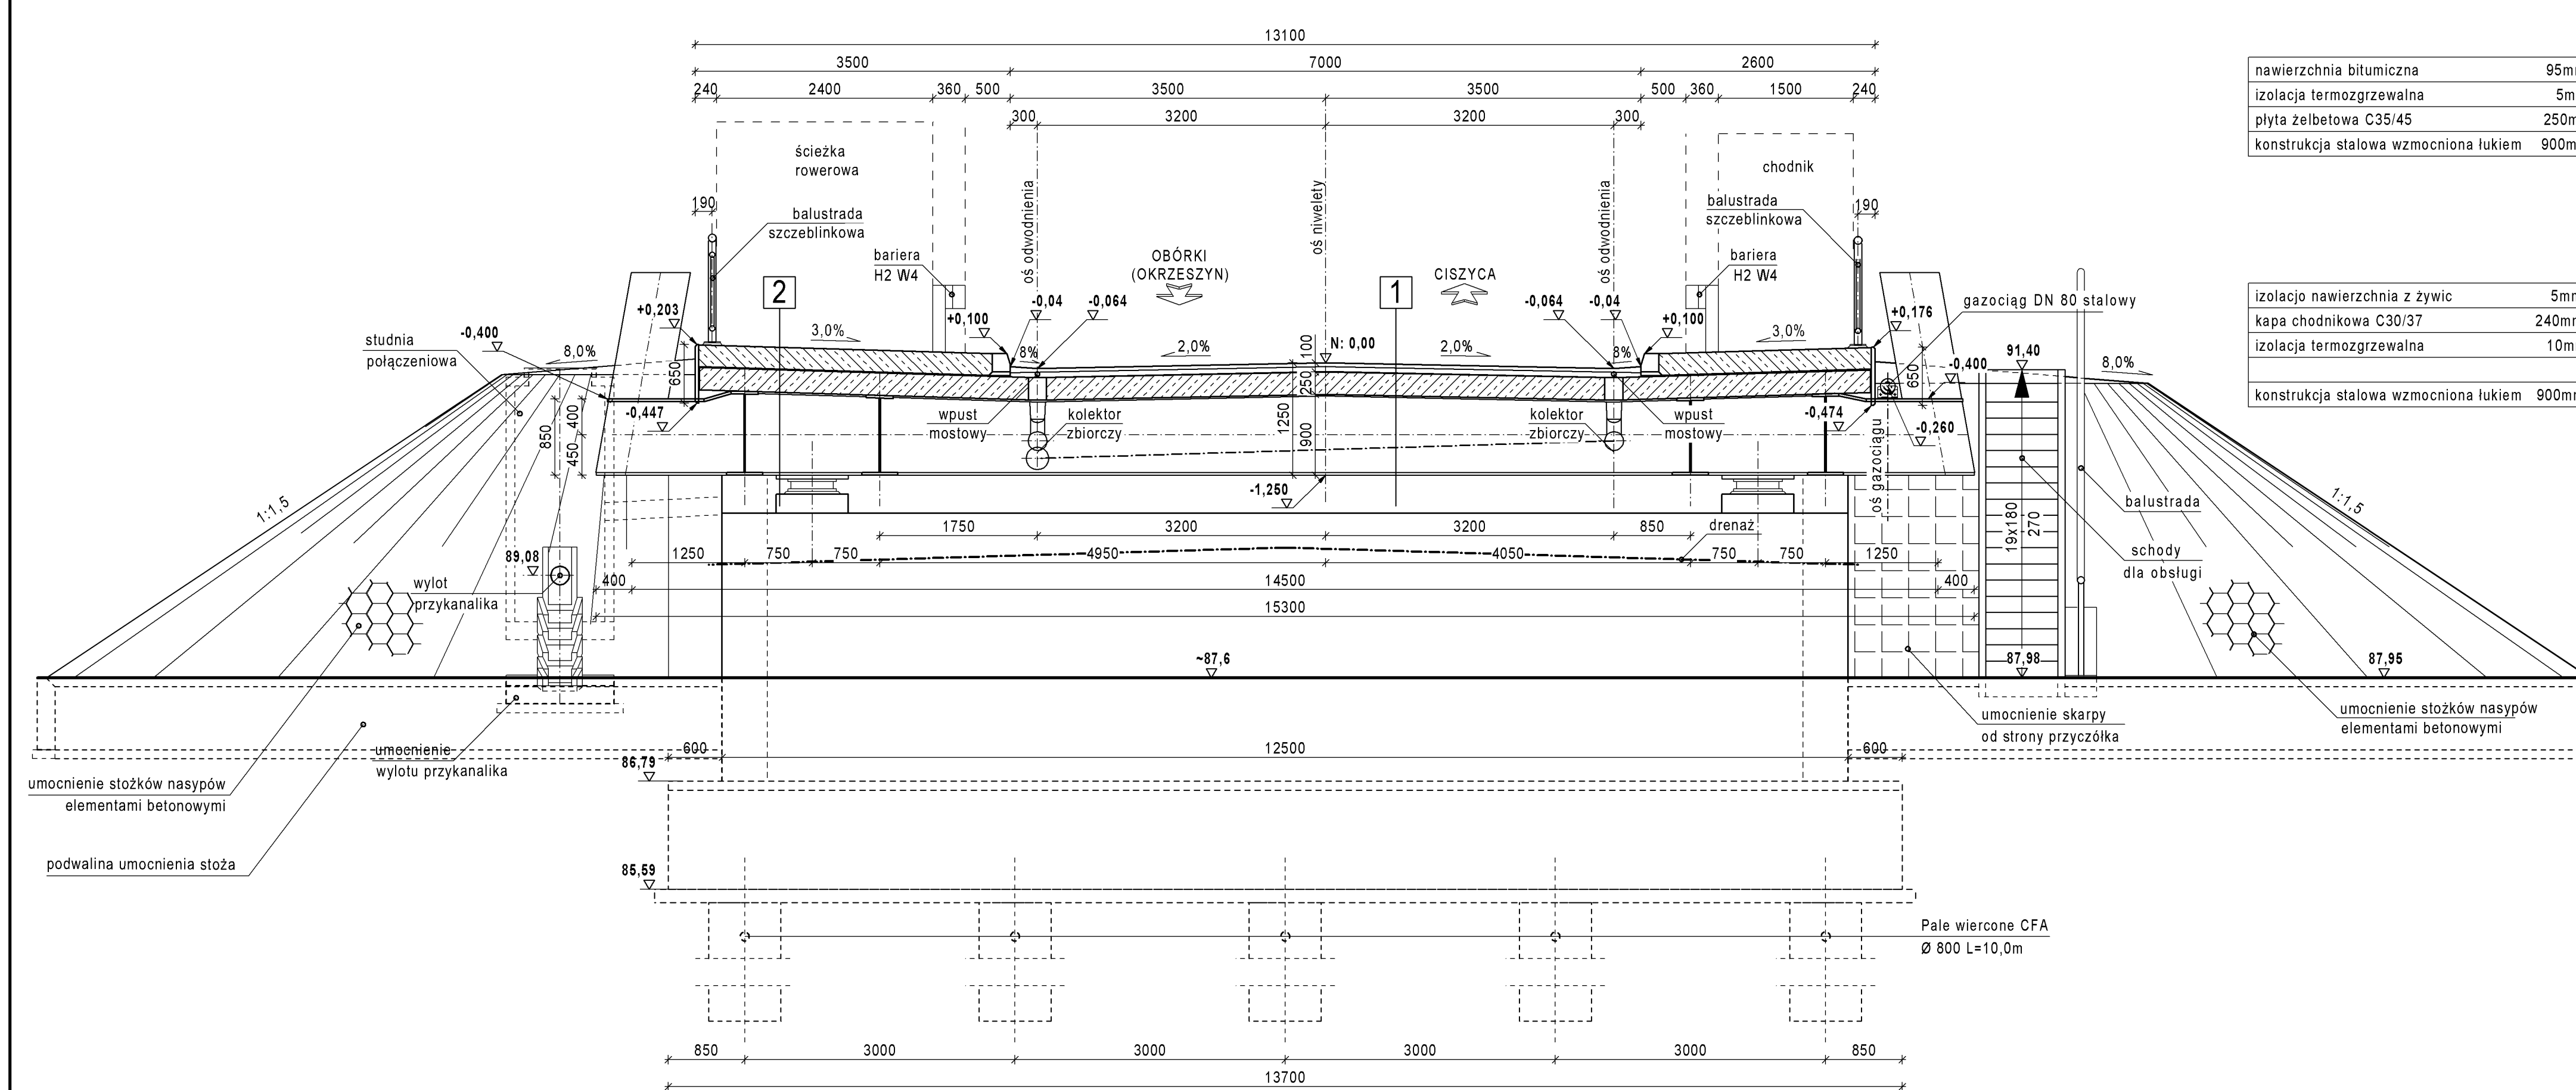 13100
3500 7000 2600
240 2400 360 500 3500 3500 500 360 1500 240
300 3200 3200 300
nawierzchnia bitumiczna 95m
izolacja termozgrzewalna 5m
płyta żelbetowa C35/45 250m
konstrukcja stalowa wzmocniona łukiem 900m
ścieżka
rowerowa
chodnik
oś odwodnienia
oś niwelety
oś odwodnienia
190
balustrada
szczeblinkowa
balustrada
szczeblinkowa
190
bariera
H2 W4
OBÓRKI
(OKRZESZYN)
CISZYCA
bariera
H2 W4
2
1
gazociąg DN 80 stalowy
izolacjo nawierzchnia z żywic 5mm
kapa chodnikowa C30/37 240mm
izolacja termozgrzewalna 10m
konstrukcja stalowa wzmocniona łukiem 900mm
+0,203
+0,100
-0,04
-0,064
-0,064
-0,04
+0,100
+0,176
studnia
połączeniowa
-0,400
8,0%
3,0%
8%
2,0%
N: 0,00
2,0%
8%
3,0%
91,40
-0,400
8,0%
650
100
250
1250
900
650
-0,447
wpust
mostowy
kolektor
zbiorczy
kolektor
zbiorczy
wpust
mostowy
-0,474
-0,260
850
400
450
oś gazociągu
-1,250
1:1,5
1:1,5
balustrada
19x180
270
schody
dla obsługi
1750 3200 3200 850
drenaż
1250 750 750 4950 4050 750 750 1250
89,08
wylot
przykanalika
400 14500 400
15300
~87,6
87,98
87,95
umocnienie
wylotu przykanalika
umocnienie skarpy
od strony przyczółka
umocnienie stożków nasypów
elementami betonowymi
600 12500 600
86,79
umocnienie stożków nasypów
elementami betonowymi
podwalina umocnienia stoża
85,59
Pale wiercone CFA
Ø 800 L=10,0m
850 3000 3000 3000 3000 850
13700